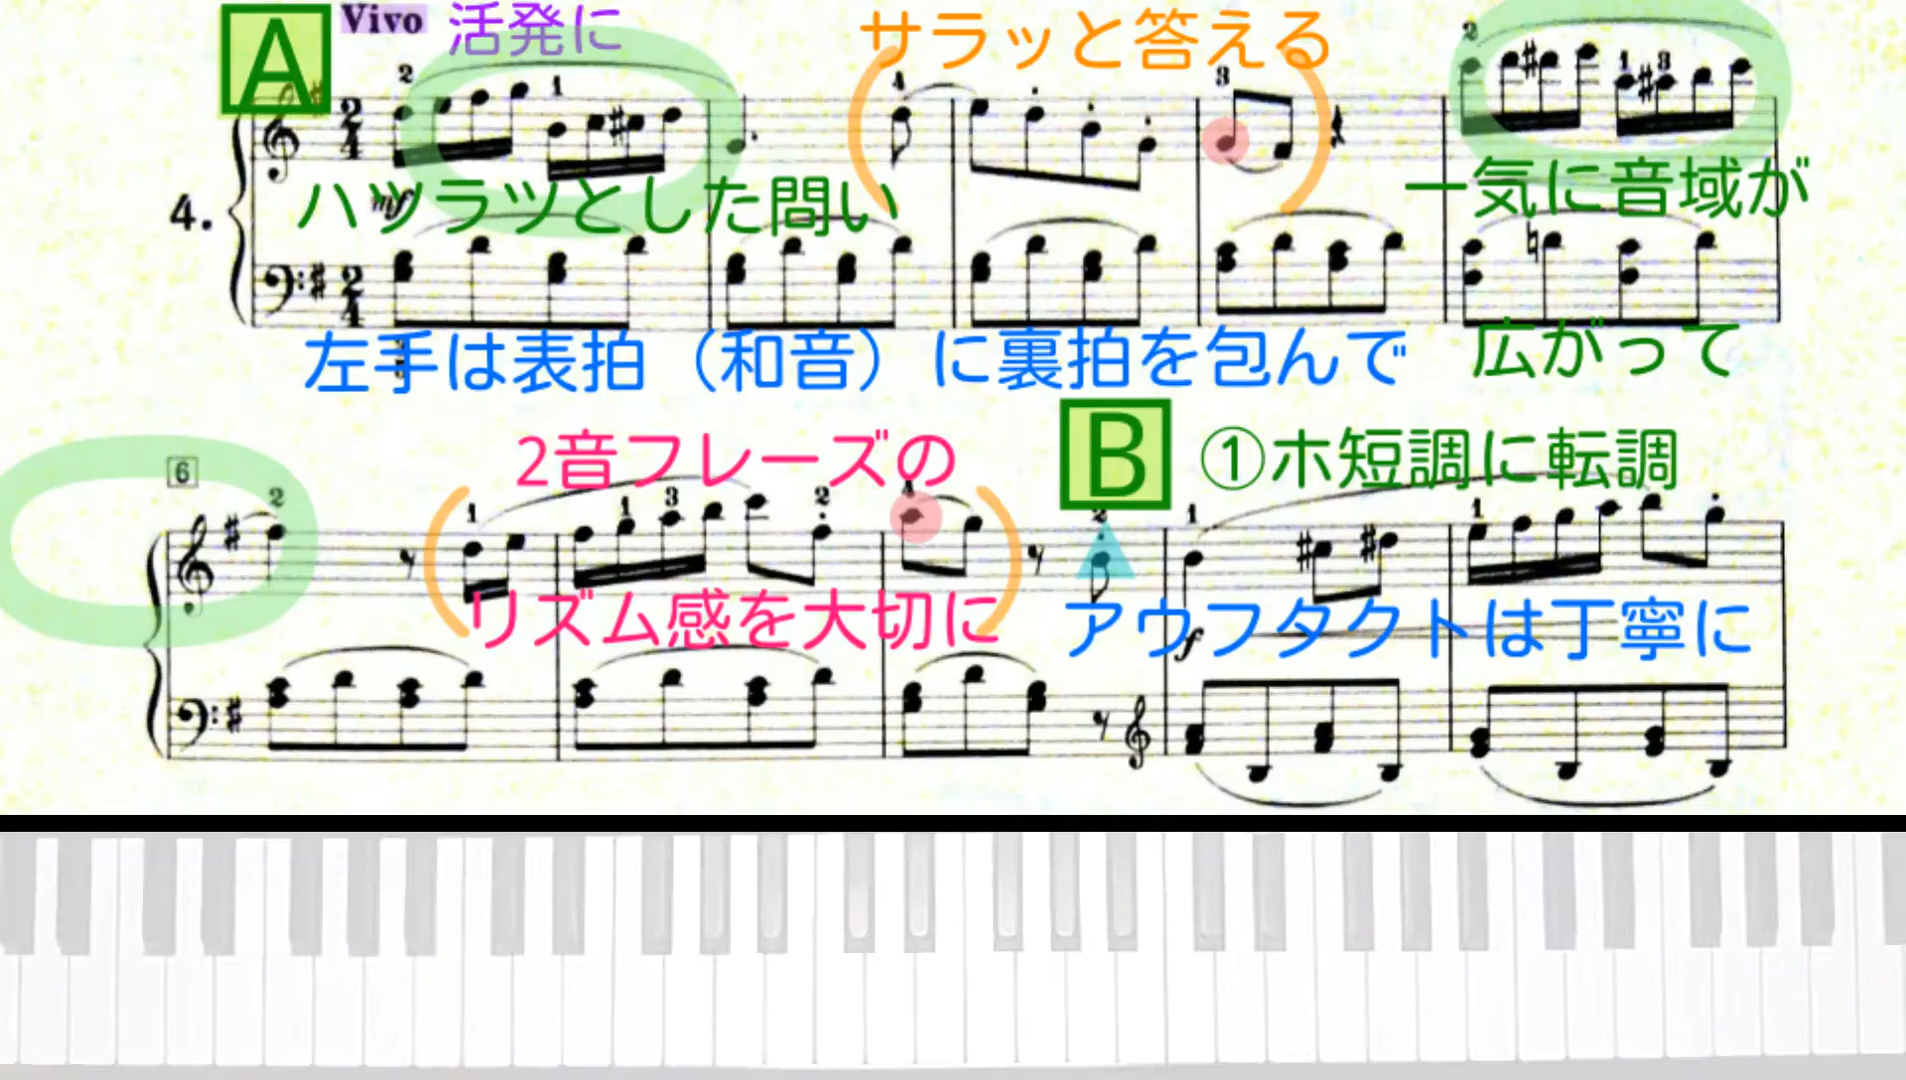 A Vivo 活発に
サラッと答える
4.
mf
ハツラツとした問い
一気に音域が
左手は表拍（和音）に裏拍を包んで
広がって
6
2音フレーズの
B ①ホ短調に転調
リズム感を大切に
f
アウフタクトは丁寧に